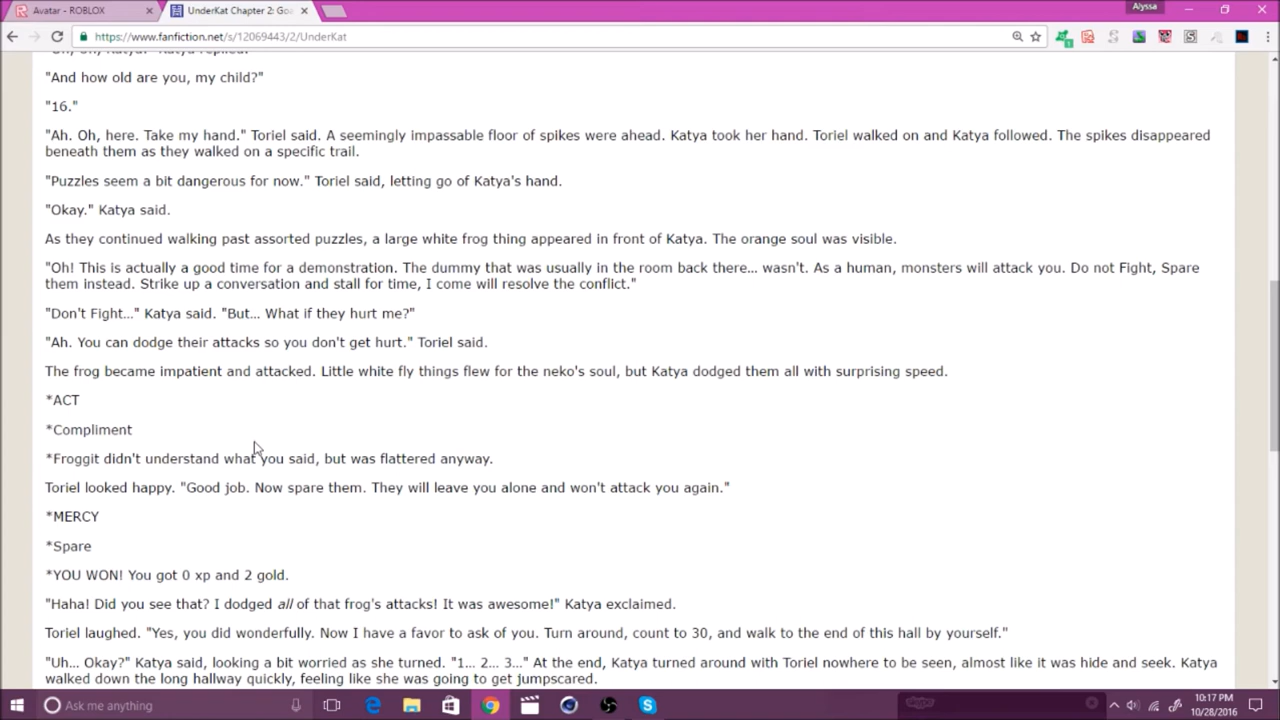 Avatar - ROBLOX
UnderKat Chapter 2: Goa
Alyssa
https://www.fanfiction.net/s/12069443/2/UnderKat
"And how old are you, my child?"
"16."
"Ah. Oh, here. Take my hand." Toriel said. A seemingly impassable floor of spikes were ahead. Katya took her hand. Toriel walked on and Katya followed. The spikes disappeared
beneath them as they walked on a specific trail.
"Puzzles seem a bit dangerous for now." Toriel said, letting go of Katya's hand.
"Okay." Katya said.
As they continued walking past assorted puzzles, a large white frog thing appeared in front of Katya. The orange soul was visible.
"Oh! This is actually a good time for a demonstration. The dummy that was usually in the room back there... wasn't. As a human, monsters will attack you. Do not Fight, Spare
them instead. Strike up a conversation and stall for time, I come will resolve the conflict."
"Don't Fight..." Katya said. "But... What if they hurt me?"
"Ah. You can dodge their attacks so you don't get hurt." Toriel said.
The frog became impatient and attacked. Little white fly things flew for the neko's soul, but Katya dodged them all with surprising speed.
*ACT
*Compliment
*Froggit didn't understand what you said, but was flattered anyway.
Toriel looked happy. "Good job. Now spare them. They will leave you alone and won't attack you again."
*MERCY
*Spare
*YOU WON! You got 0 xp and 2 gold.
"Haha! Did you see that? I dodged all of that frog's attacks! It was awesome!" Katya exclaimed.
Toriel laughed. "Yes, you did wonderfully. Now I have a favor to ask of you. Turn around, count to 30, and walk to the end of this hall by yourself."
"Uh... Okay?" Katya said, looking a bit worried as she turned. "1... 2... 3..." At the end, Katya turned around with Toriel nowhere to be seen, almost like it was hide and seek. Katya
walked down the long hallway quickly, feeling like she was going to get jumpscared.
Ask me anything
10:17 PM
10/28/2016